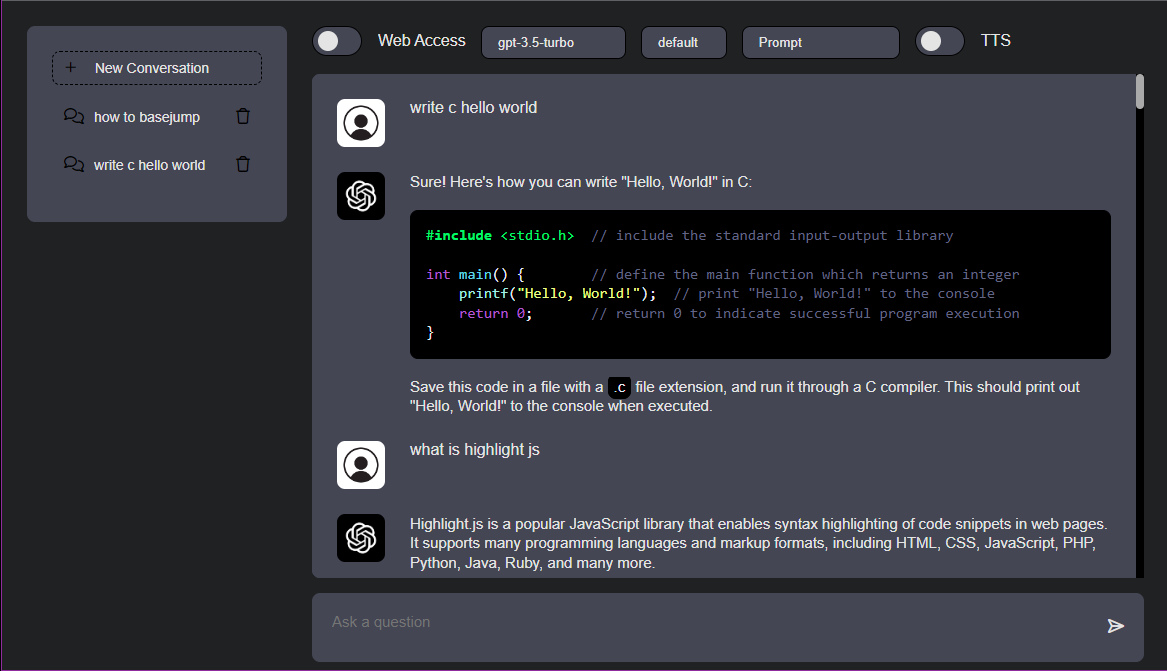 Web Access
gpt-3.5-turbo
default
Prompt
TTS
+ New Conversation
how to basejump
write c hello world
write c hello world
Sure! Here's how you can write "Hello, World!" in C:
#include <stdio.h>  // include the standard input-output library
int main() {        // define the main function which returns an integer
    printf("Hello, World!");  // print "Hello, World!" to the console
    return 0;       // return 0 to indicate successful program execution
}
Save this code in a file with a .c file extension, and run it through a C compiler. This should print out
"Hello, World!" to the console when executed.
what is highlight js
Highlight.js is a popular JavaScript library that enables syntax highlighting of code snippets in web pages.
It supports many programming languages and markup formats, including HTML, CSS, JavaScript, PHP,
Python, Java, Ruby, and many more.
Ask a question